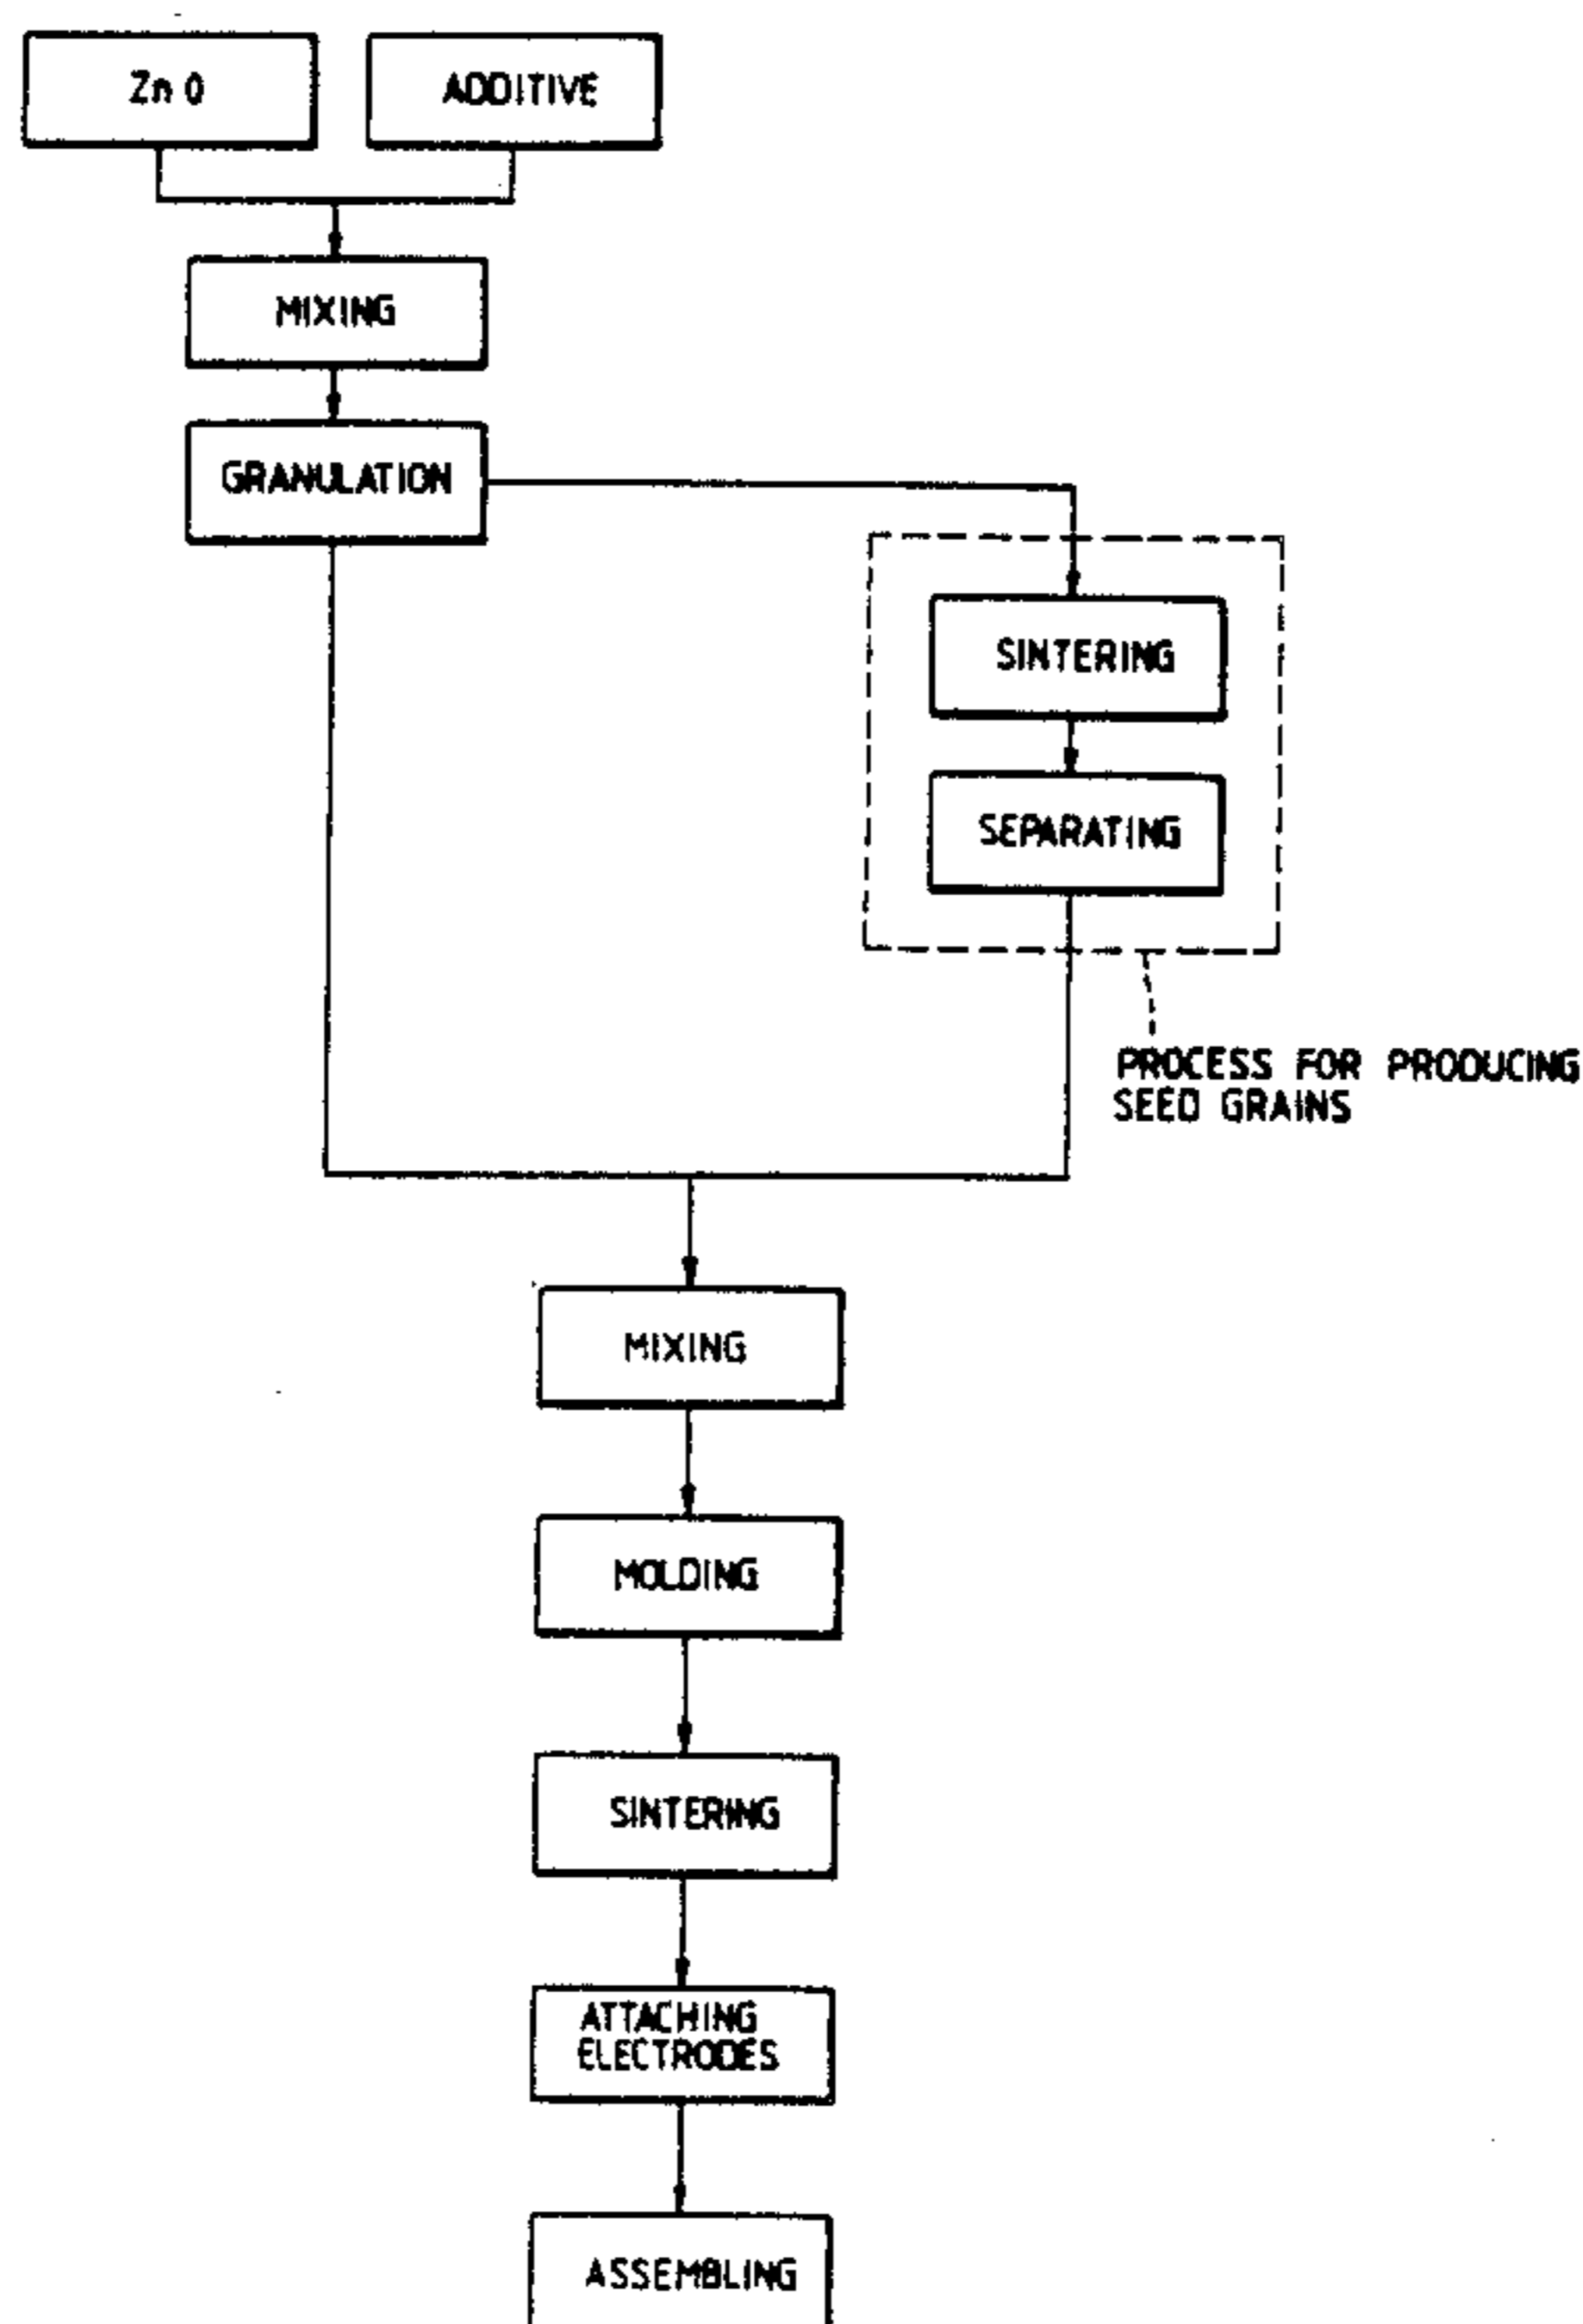 Zn O
ADDITIVE
MIXING
GRANULATION
SINTERING
SEPARATING
PROCESS FOR PRODUCING
SEED GRAINS
MIXING
MOLDING
SINTERING
ATTACHING
ELECTRODES
ASSEMBLING